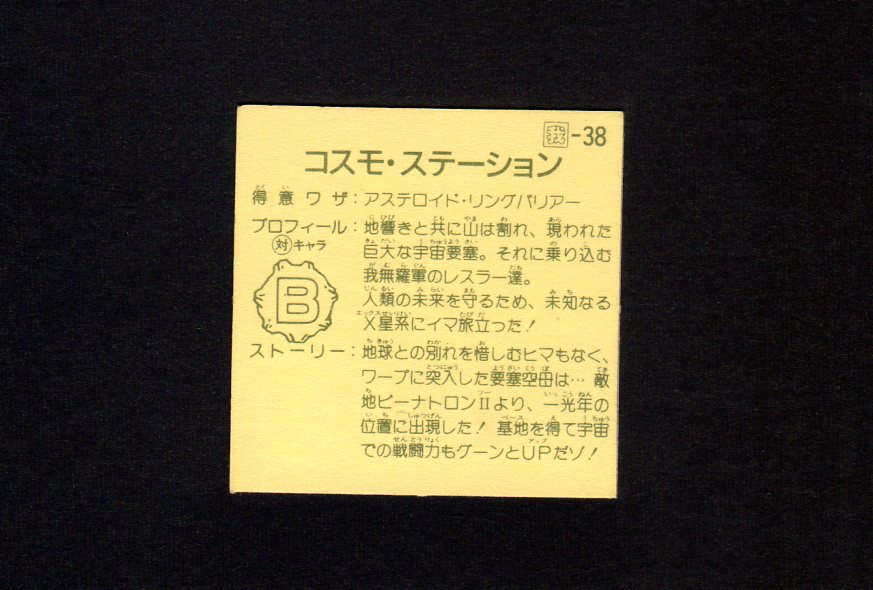 -38
コスモ・ステーション
得意ワザ：アステロイド・リングバリアー
プロフィール：地響きと共に山は割れ、現われた
対キャラ
巨大な宇宙要塞。それに乗り込む
我無羅軍のレスラー達。
B
人類の未来を守るため、未知なる
X星系にイマ旅立った！
ストーリー：地球との別れを惜しむヒマもなく、
ワープに突入した要塞空母は… 敵
地ビーナトロンIIより、一光年の
位置に出現した！ 基地を得て宇宙
での戦闘力もグーンとUPだゾ！